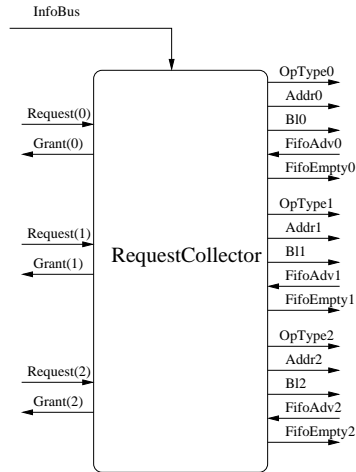 InfoBus
OpType0
Addr0
Request(0)
Bl0
Grant(0)
FifoAdv0
FifoEmpty0
OpType1
Addr1
Request(1)
RequestCollector
Bl1
Grant(1)
FifoAdv1
FifoEmpty1
OpType2
Addr2
Request(2)
Bl2
Grant(2)
FifoAdv2
FifoEmpty2